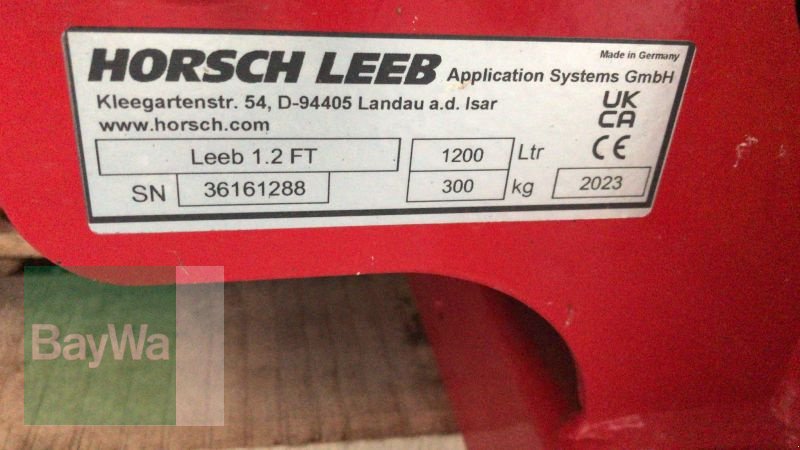 Made in Germany
HORSCH LEEB Application Systems GmbH
Kleegartenstr. 54, D-94405 Landau a.d. Isar
www.horsch.com
UK
CA
CE
Leeb 1.2 FT 1200 Ltr
SN 36161288 300 kg 2023
BayWa